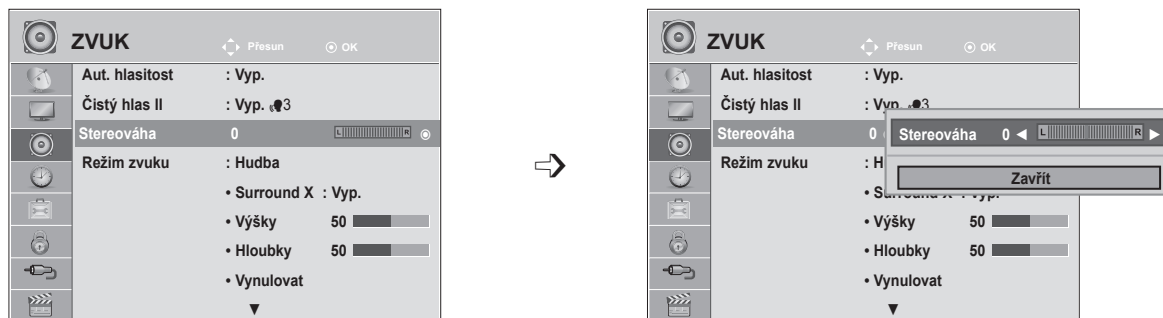 ZVUK Přesun OK
Aut. hlasitost : Vyp.
Čistý hlas II : Vyp. 3
Stereováha 0 L R
Režim zvuku : Hudba
• Surround X : Vyp.
• Výšky 50
• Hloubky 50
• Vynulovat
▼
ZVUK Přesun OK
Aut. hlasitost : Vyp.
Čistý hlas II : Vyp. 3
Stereováha 0
Stereováha 0 ◀ L R ▶
Režim zvuku : H
Zavřít
• Surround X : Vyp.
• Výšky 50
• Hloubky 50
• Vynulovat
▼